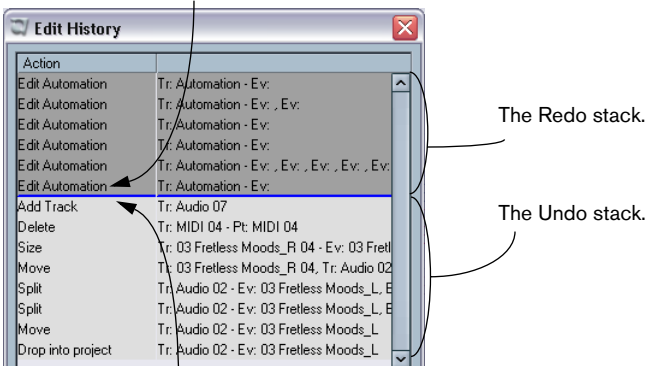 Edit History
Action
Edit Automation Tr: Automation - Ev:
Edit Automation Tr: Automation - Ev: , Ev:
Edit Automation Tr: Automation - Ev:
Edit Automation Tr: Automation - Ev:
Edit Automation Tr: Automation - Ev: , Ev: , Ev: , Ev: , Ev:
Edit Automation Tr: Automation - Ev:
Add Track Tr: Audio 07
Delete Tr: MIDI 04 - Pt: MIDI 04
Size Tr: 03 Fretless Moods_R 04 - Ev: 03 Fretl
Move Tr: 03 Fretless Moods_R 04, Tr: Audio 02
Split Tr: Audio 02 - Ev: 03 Fretless Moods_L, E
Split Tr: Audio 02 - Ev: 03 Fretless Moods_L, E
Move Tr: Audio 02 - Ev: 03 Fretless Moods_L
Drop into project Tr: Audio 02 - Ev: 03 Fretless Moods_L
The Redo stack.
The Undo stack.